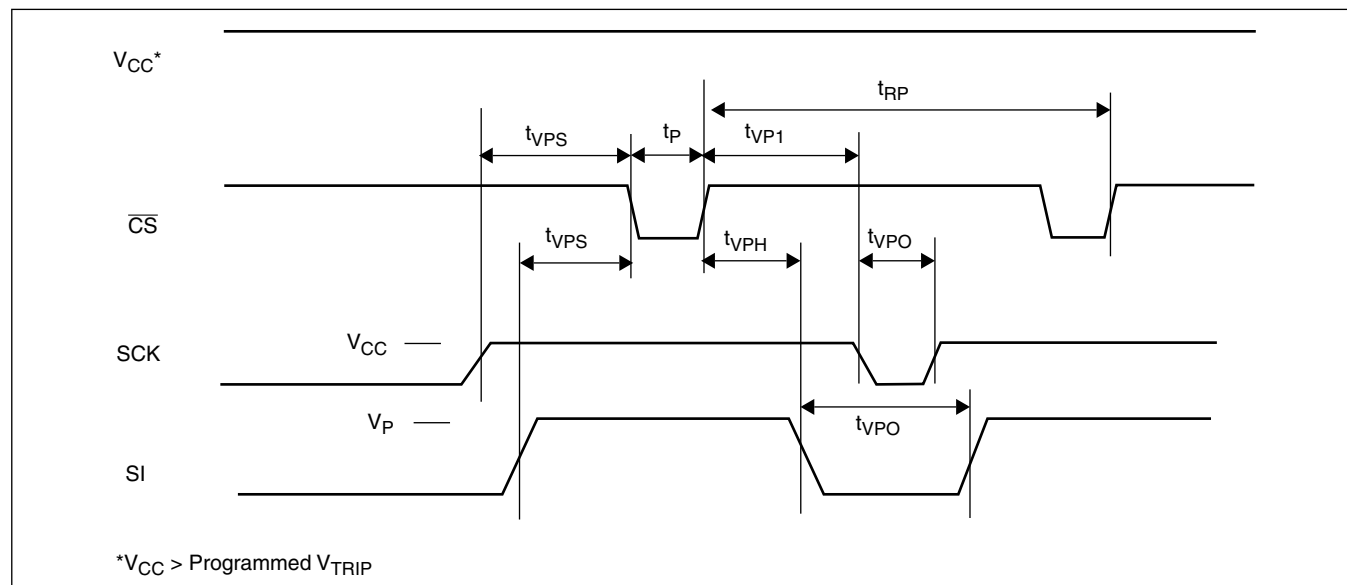 VCC*
tRP
tVPS
tP
tVP1
CS
tVPS
tVPH
tVPO
SCK
VCC
VP
tVPO
SI
*VCC > Programmed VTRIP